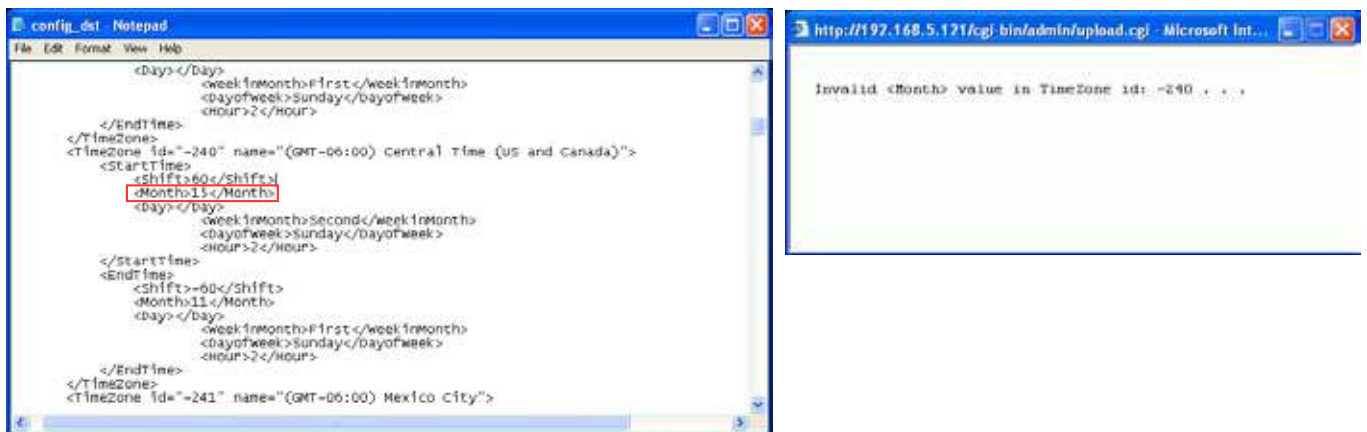 config_dst - Notepad
File Edit Format View Help
<Day></Day>
<WeekInMonth>First</WeekInMonth>
<DayofWeek>Sunday</DayofWeek>
<Hour>2</Hour>
</EndTime>
</TimeZone>
<TimeZone id="-240" name="(GMT-06:00) Central Time (US and Canada)">
<StartTime>
<Shift>60</Shift>
<Month>15</Month>
<Day></Day>
<WeekInMonth>Second</WeekInMonth>
<DayofWeek>Sunday</DayofWeek>
<Hour>2</Hour>
</StartTime>
<EndTime>
<Shift>-60</Shift>
<Month>11</Month>
<Day></Day>
<WeekInMonth>First</WeekInMonth>
<DayofWeek>Sunday</DayofWeek>
<Hour>2</Hour>
</EndTime>
</TimeZone>
<TimeZone id="-241" name="(GMT-06:00) Mexico City">
http://192.168.5.121/cgi-bin/admin/upload.cgi - Microsoft Int...
Invalid <Month> value in TimeZone id: -240 . . .